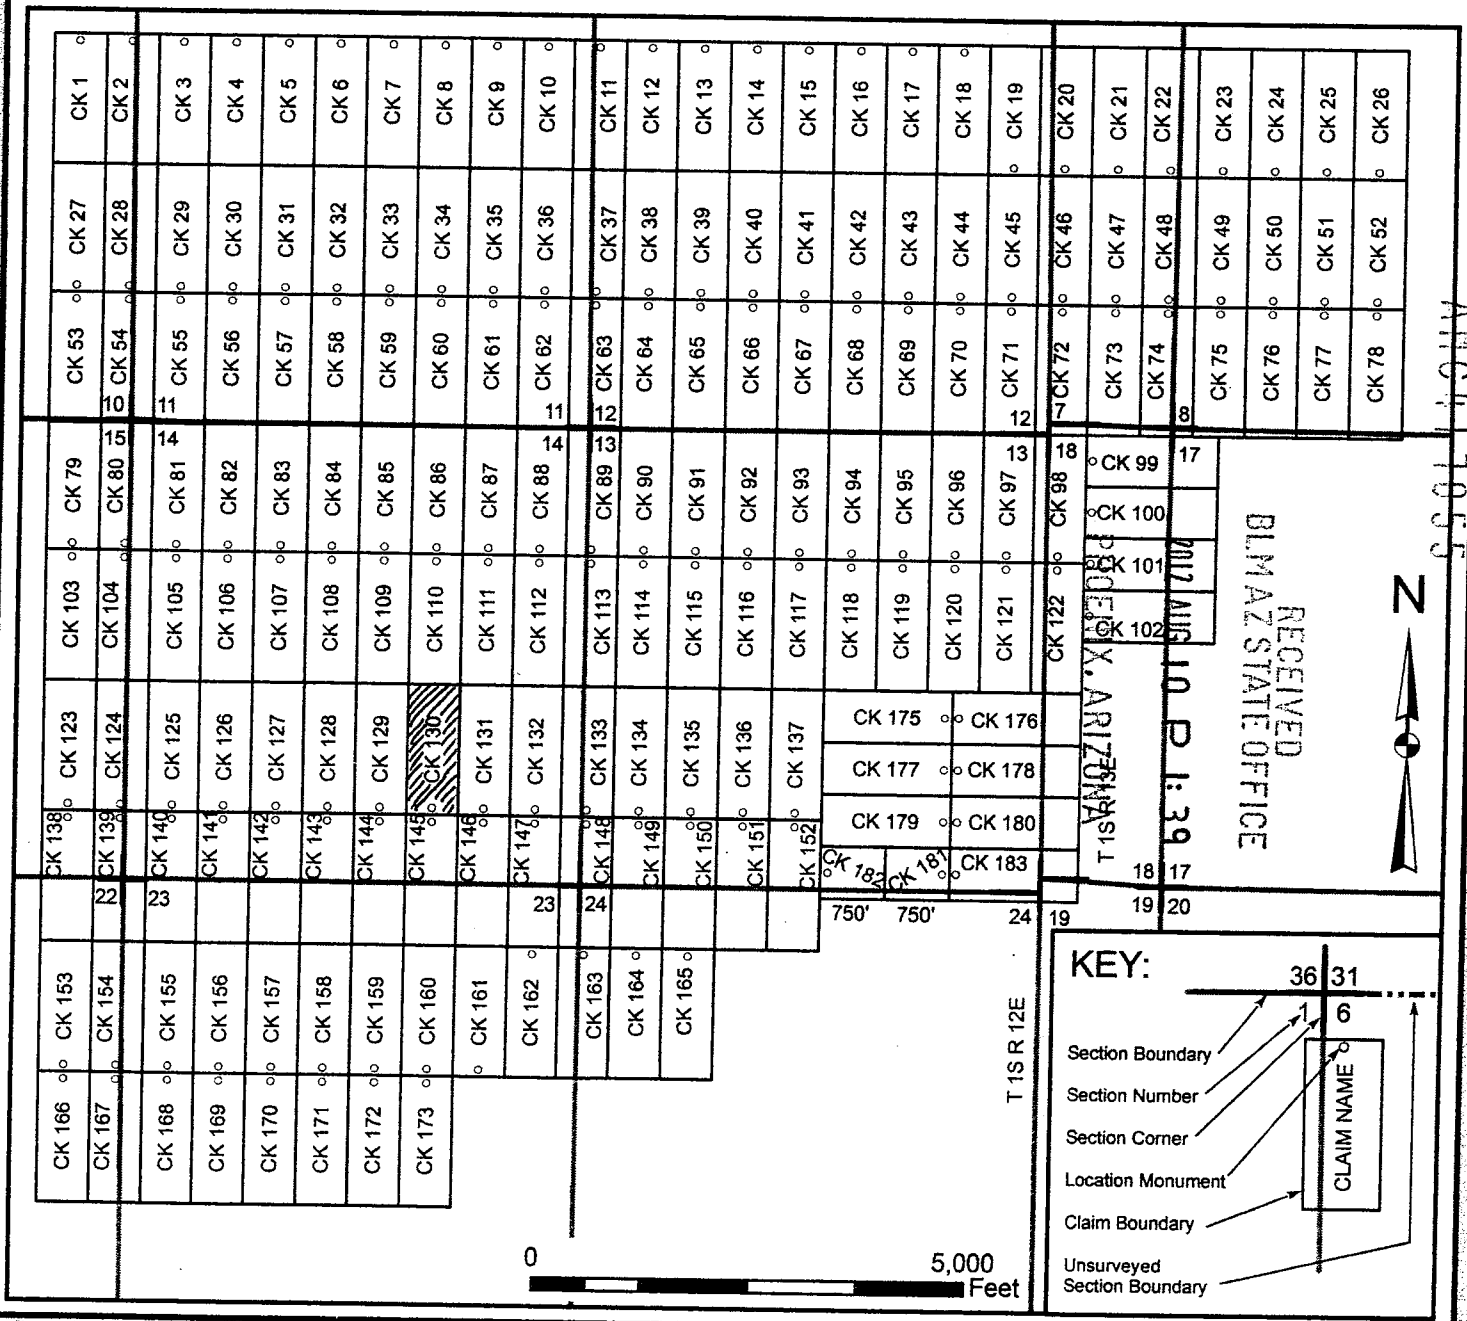 CK 1 CK 2 CK 3 CK 4 CK 5 CK 6 CK 7 CK 8 CK 9 CK 10 CK 11 CK 12 CK 13 CK 14 CK 15 CK 16 CK 17 CK 18 CK 19 CK 20 CK 21 CK 22 CK 23 CK 24 CK 25 CK 26
CK 27 CK 28 CK 29 CK 30 CK 31 CK 32 CK 33 CK 34 CK 35 CK 36 CK 37 CK 38 CK 39 CK 40 CK 41 CK 42 CK 43 CK 44 CK 45 CK 46 CK 47 CK 48 CK 49 CK 50 CK 51 CK 52
CK 53 CK 54 CK 55 CK 56 CK 57 CK 58 CK 59 CK 60 CK 61 CK 62 CK 63 CK 64 CK 65 CK 66 CK 67 CK 68 CK 69 CK 70 CK 71 CK 72 CK 73 CK 74 CK 75 CK 76 CK 77 CK 78
10 11 11 12 12 7 8
15 14 14 13 13 18 17
CK 79 CK 80 CK 81 CK 82 CK 83 CK 84 CK 85 CK 86 CK 87 CK 88 CK 89 CK 90 CK 91 CK 92 CK 93 CK 94 CK 95 CK 96 CK 97 CK 98 CK 99
CK 100
CK 101
CK 102
CK 103 CK 104 CK 105 CK 106 CK 107 CK 108 CK 109 CK 110 CK 111 CK 112 CK 113 CK 114 CK 115 CK 116 CK 117 CK 118 CK 119 CK 120 CK 121 CK 122
CK 123 CK 124 CK 125 CK 126 CK 127 CK 128 CK 129 CK 130 CK 131 CK 132 CK 133 CK 134 CK 135 CK 136 CK 137
CK 175 CK 176
CK 177 CK 178
CK 179 CK 180
CK 182 CK 181 CK 183
CK 138 CK 139 CK 140 CK 141 CK 142 CK 143 CK 144 CK 145 CK 146 CK 147 CK 148 CK 149 CK 150 CK 151 CK 152
18 17
22 23 23 24 750' 750' 24 19 19 20
CK 153 CK 154 CK 155 CK 156 CK 157 CK 158 CK 159 CK 160 CK 161 CK 162 CK 163 CK 164 CK 165
CK 166 CK 167 CK 168 CK 169 CK 170 CK 171 CK 172 CK 173
T 1S R 12E
RECEIVED
BLM AZ STATE OFFICE
2012 AUG 10 P 1:39
PHOENIX, ARIZONA
N
KEY:
36 31
1 6
Section Boundary
Section Number
Section Corner
Location Monument
Claim Boundary
Unsurveyed
Section Boundary
CLAIM NAME
0 5,000
Feet